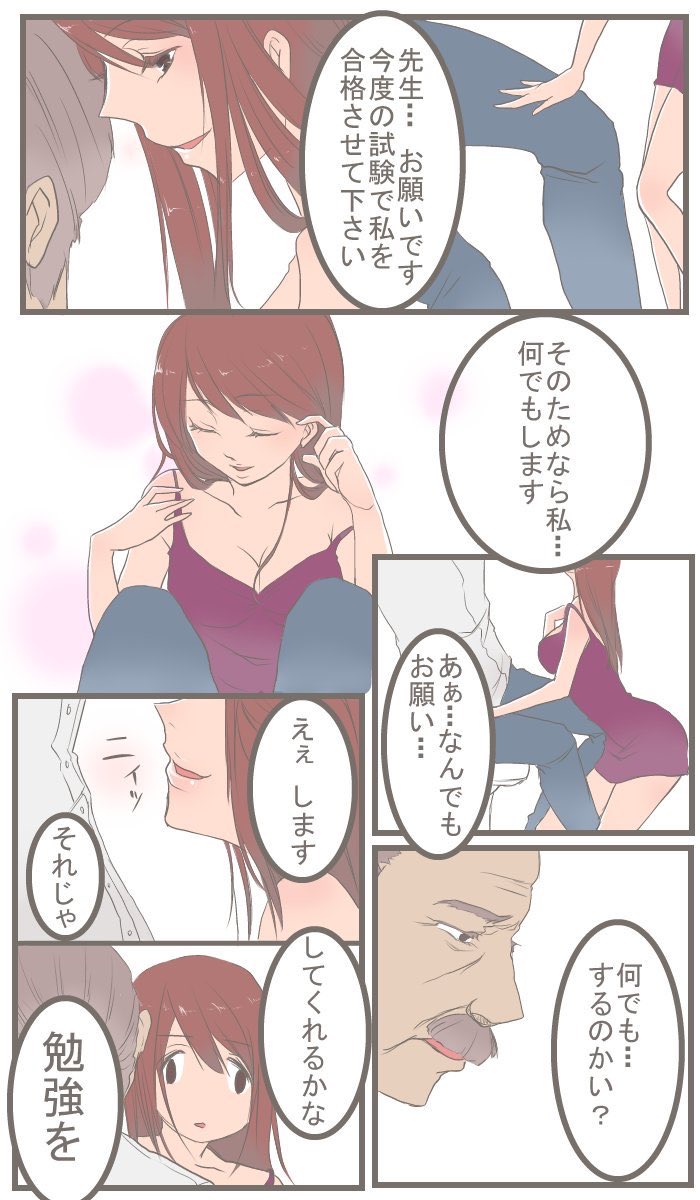 先生… お願いです
今度の試験で私を
合格させて下さい
そのためなら私…
何でもします
あぁ…なんでも
お願い…
何でも…
するのかい？
えぇ します
ニイッ
それじゃ
してくれるかな
勉強を